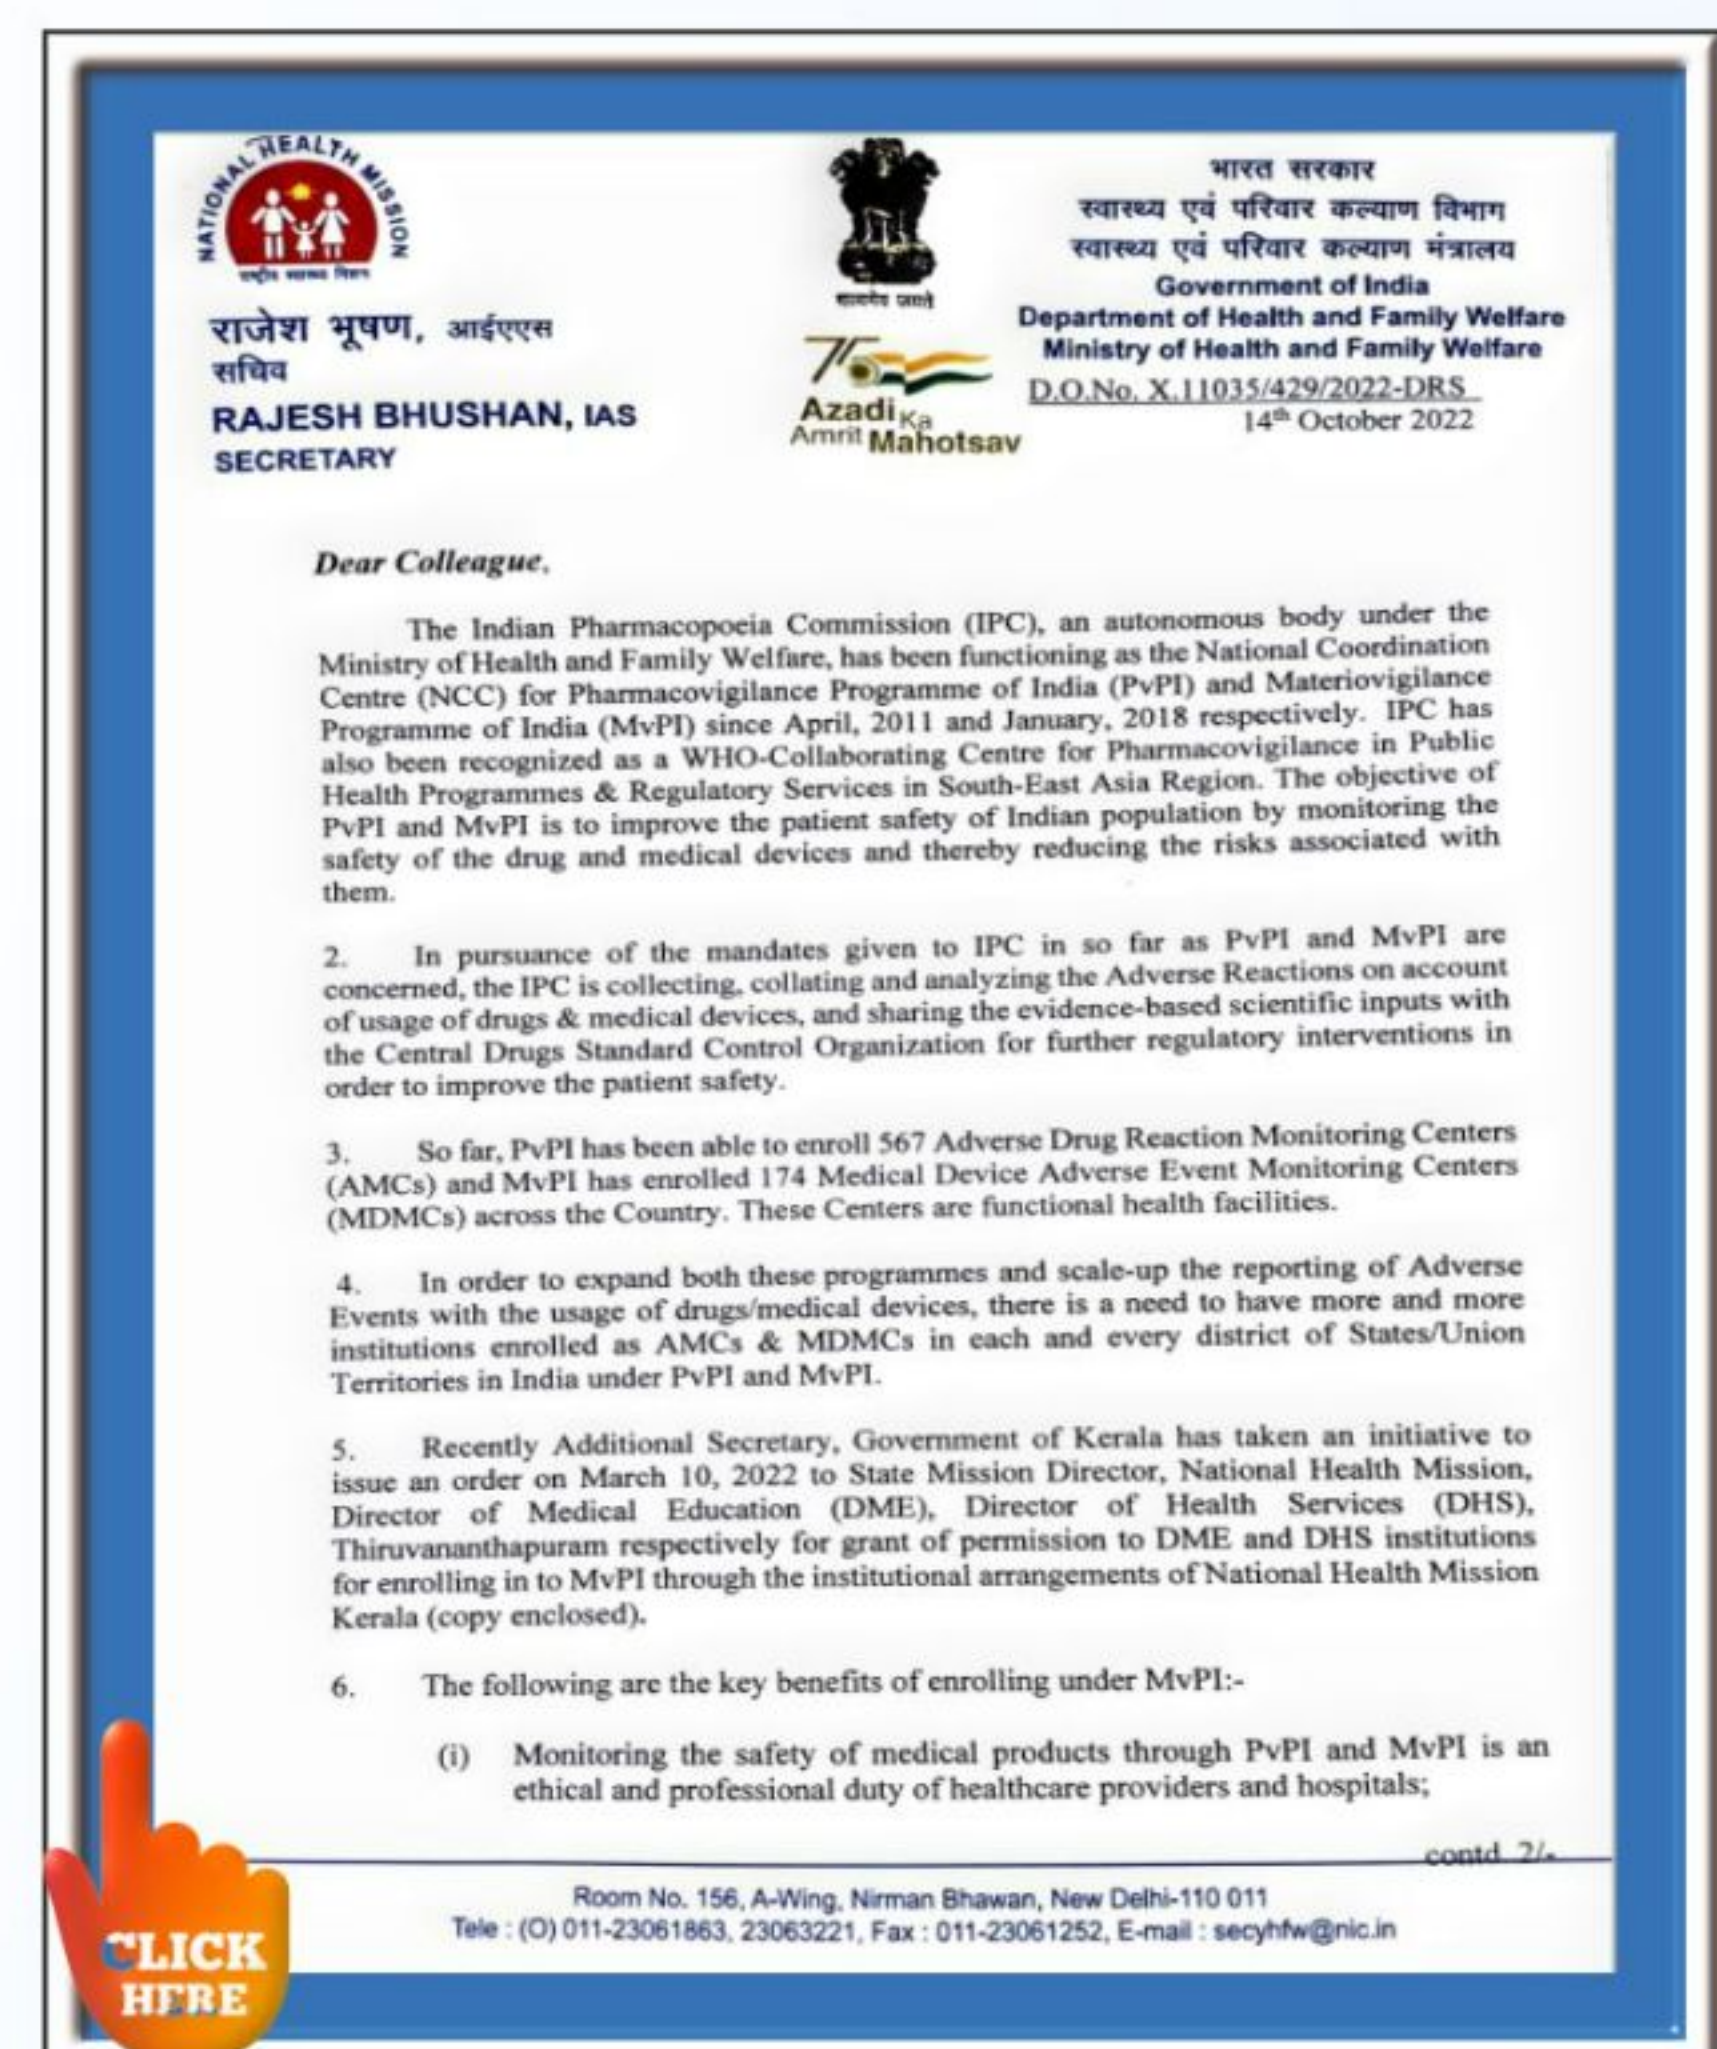 NATIONAL HEALTH MISSION
राष्ट्रीय स्वास्थ्य मिशन
राजेश भूषण, आईएएस
सचिव
RAJESH BHUSHAN, IAS
SECRETARY
सत्यमेव जयते
75
Azadi Ka
Amrit Mahotsav
भारत सरकार
स्वास्थ्य एवं परिवार कल्याण विभाग
स्वास्थ्य एवं परिवार कल्याण मंत्रालय
Government of India
Department of Health and Family Welfare
Ministry of Health and Family Welfare
D.O.No. X.11035/429/2022-DRS
14th October 2022
Dear Colleague,
The Indian Pharmacopoeia Commission (IPC), an autonomous body under the
Ministry of Health and Family Welfare, has been functioning as the National Coordination
Centre (NCC) for Pharmacovigilance Programme of India (PvPI) and Materiovigilance
Programme of India (MvPI) since April, 2011 and January, 2018 respectively. IPC has
also been recognized as a WHO-Collaborating Centre for Pharmacovigilance in Public
Health Programmes & Regulatory Services in South-East Asia Region. The objective of
PvPI and MvPI is to improve the patient safety of Indian population by monitoring the
safety of the drug and medical devices and thereby reducing the risks associated with
them.
2. In pursuance of the mandates given to IPC in so far as PvPI and MvPI are
concerned, the IPC is collecting, collating and analyzing the Adverse Reactions on account
of usage of drugs & medical devices, and sharing the evidence-based scientific inputs with
the Central Drugs Standard Control Organization for further regulatory interventions in
order to improve the patient safety.
3. So far, PvPI has been able to enroll 567 Adverse Drug Reaction Monitoring Centers
(AMCs) and MvPI has enrolled 174 Medical Device Adverse Event Monitoring Centers
(MDMCs) across the Country. These Centers are functional health facilities.
4. In order to expand both these programmes and scale-up the reporting of Adverse
Events with the usage of drugs/medical devices, there is a need to have more and more
institutions enrolled as AMCs & MDMCs in each and every district of States/Union
Territories in India under PvPI and MvPI.
5. Recently Additional Secretary, Government of Kerala has taken an initiative to
issue an order on March 10, 2022 to State Mission Director, National Health Mission,
Director of Medical Education (DME), Director of Health Services (DHS),
Thiruvananthapuram respectively for grant of permission to DME and DHS institutions
for enrolling in to MvPI through the institutional arrangements of National Health Mission
Kerala (copy enclosed).
6. The following are the key benefits of enrolling under MvPI:-
(i) Monitoring the safety of medical products through PvPI and MvPI is an
ethical and professional duty of healthcare providers and hospitals;
contd 2/-
Room No. 156, A-Wing, Nirman Bhawan, New Delhi-110 011
Tele : (O) 011-23061863, 23063221, Fax : 011-23061252, E-mail : secyhfw@nic.in
CLICK
HERE